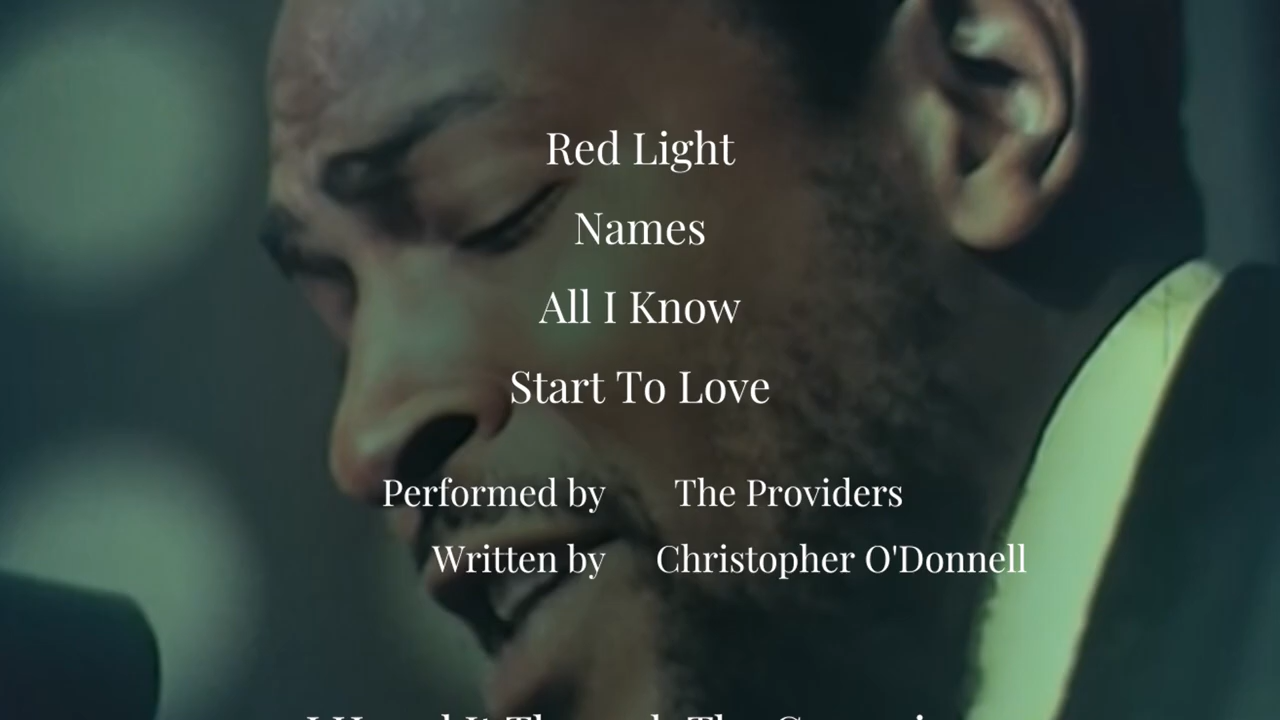 Red Light
Names
All I Know
Start To Love
Performed by The Providers
Written by Christopher O'Donnell